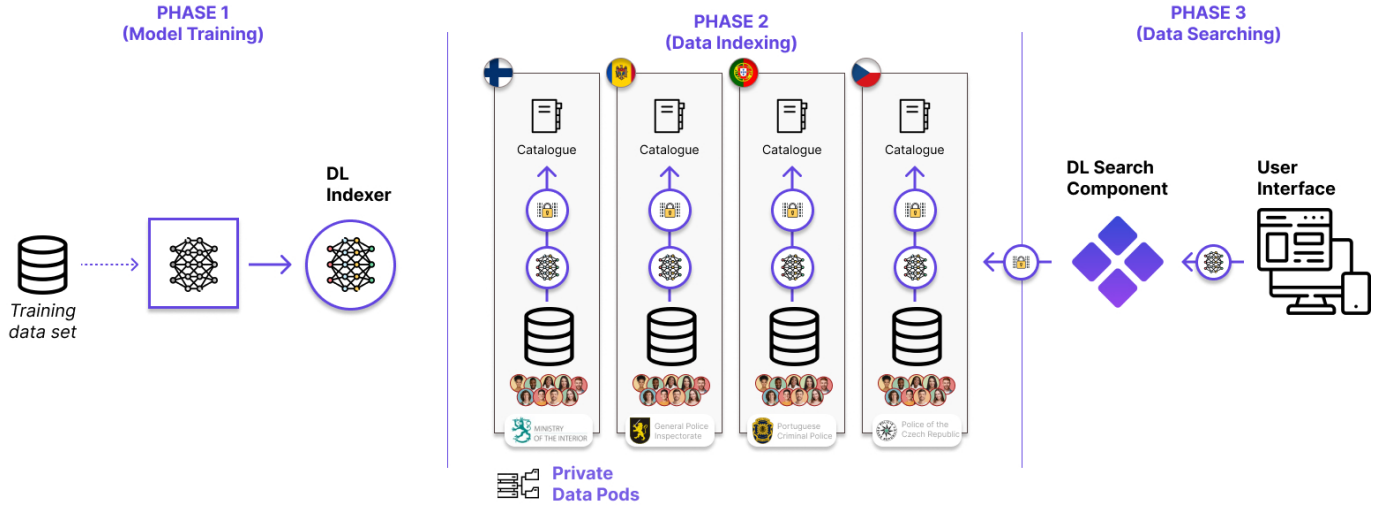 PHASE 1
(Model Training)
PHASE 2
(Data Indexing)
PHASE 3
(Data Searching)
Catalogue
Catalogue
Catalogue
Catalogue
DL
Indexer
DL Search
Component
User
Interface
Training
data set
MINISTRY
OF THE INTERIOR
General Police
Inspectorate
Portuguese
Criminal Police
Police of the
Czech Republic
Private
Data Pods